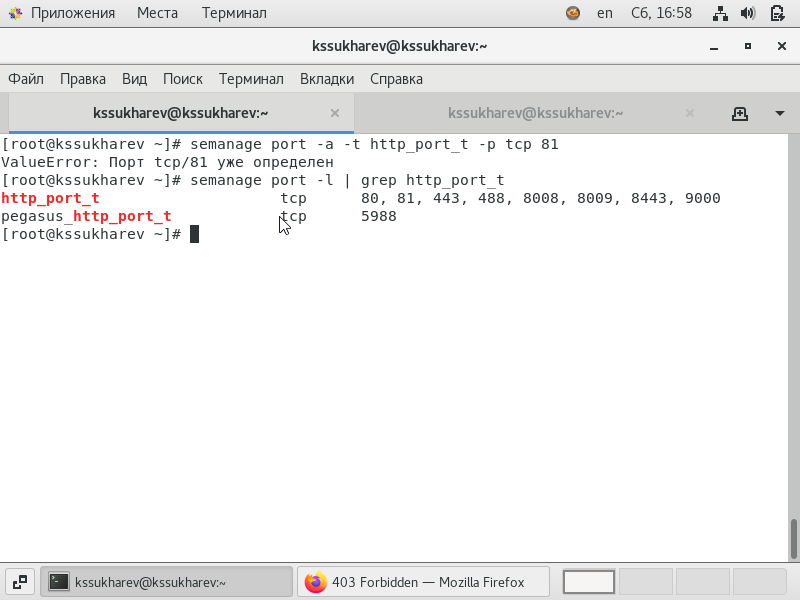 Приложения Места Терминал en Сб, 16:58
kssukharev@kssukharev:~
Файл Правка Вид Поиск Терминал Вкладки Справка
kssukharev@kssukharev:~ kssukharev@kssukharev:~
[root@kssukharev ~]# semanage port -a -t http_port_t -p tcp 81
ValueError: Порт tcp/81 уже определен
[root@kssukharev ~]# semanage port -l | grep http_port_t
http_port_t tcp 80, 81, 443, 488, 8008, 8009, 8443, 9000
pegasus_http_port_t tcp 5988
[root@kssukharev ~]#
kssukharev@kssukharev:~ 403 Forbidden — Mozilla Firefox